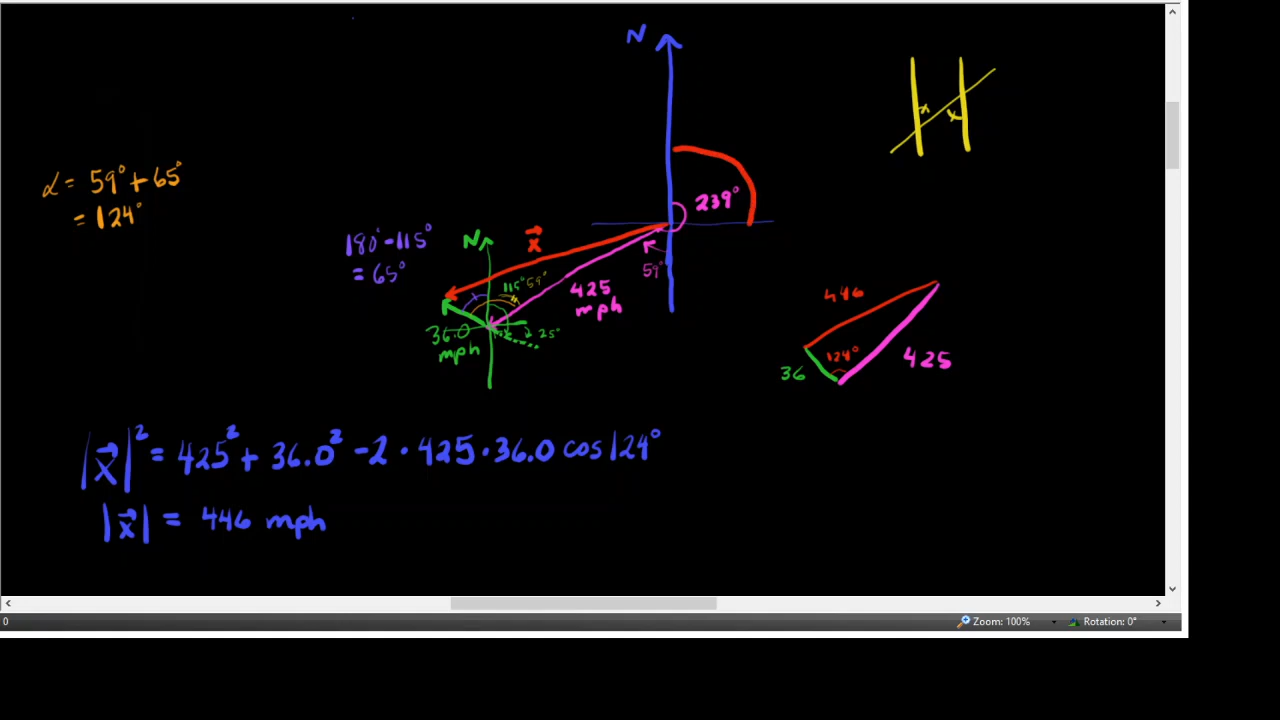 N
α = 59° + 65°
= 124°
239°
x
x
180° - 115°
= 65°
N
x⃗
59°
115° 59°
425
mph
36.0
mph
25°
446
124°
36
425
|x⃗|² = 425² + 36.0² - 2 · 425 · 36.0 cos 124°
|x⃗| = 446 mph
0
Zoom: 100%
Rotation: 0°